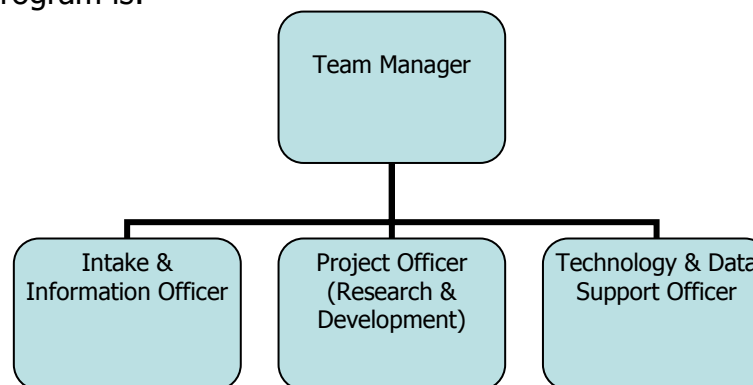 rogram is:
Team Manager
Intake &
Information Officer
Project Officer
(Research &
Development)
Technology & Data
Support Officer